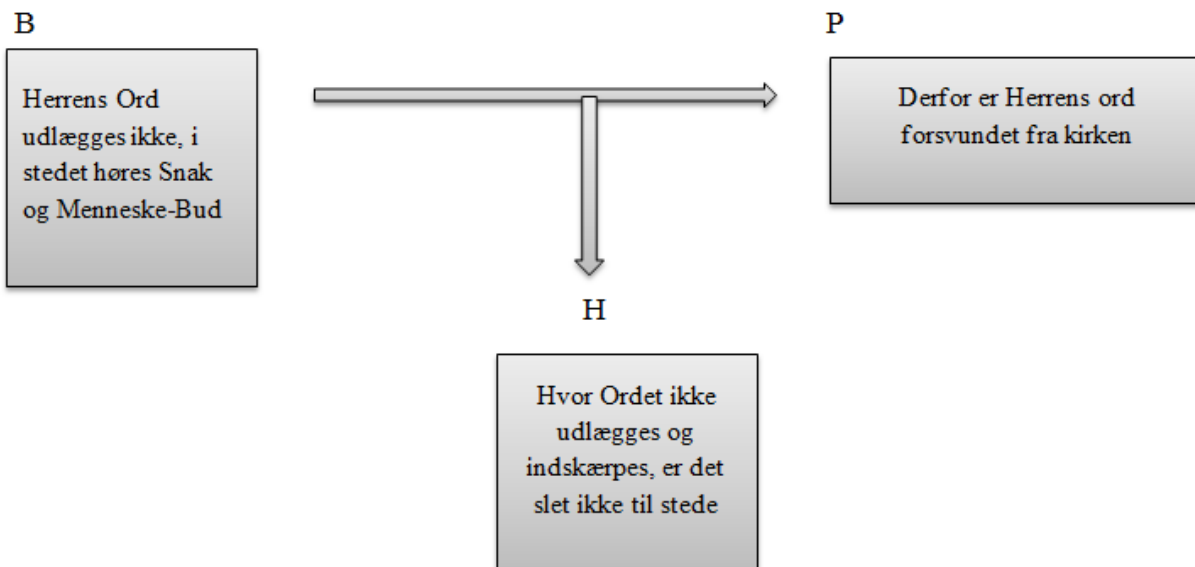 B
Herrens Ord
udlægges ikke, i
stedet høres Snak
og Menneske-Bud
P
Derfor er Herrens ord
forsvundet fra kirken
H
Hvor Ordet ikke
udlægges og
indskærpes, er det
slet ikke til stede